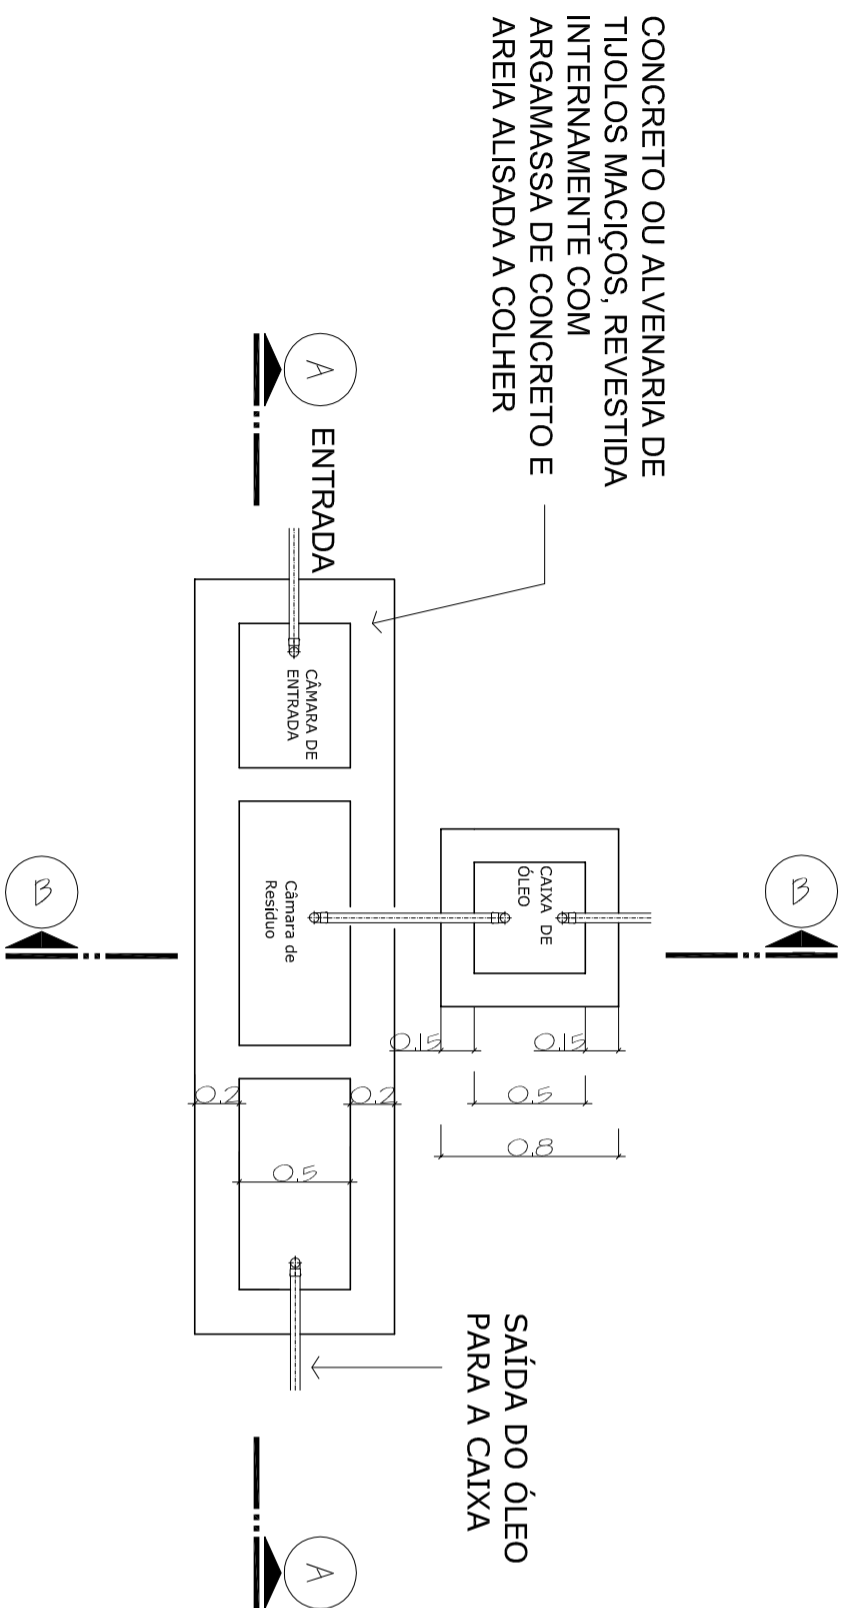 CONCRETO OU ALVENARIA DE
TIJOLOS MACIÇOS, REVESTIDA
INTERNAMENTE COM
ARGAMASSA DE CONCRETO E
AREIA ALISADA A COLHER
B
CAIXA DE
ÓLEO
0.15
0.15
0.5
0.8
SAÍDA DO ÓLEO
PARA A CAIXA
A
ENTRADA
CÂMARA DE
ENTRADA
Câmara de
Resíduo
0.2
0.2
0.5
A
B